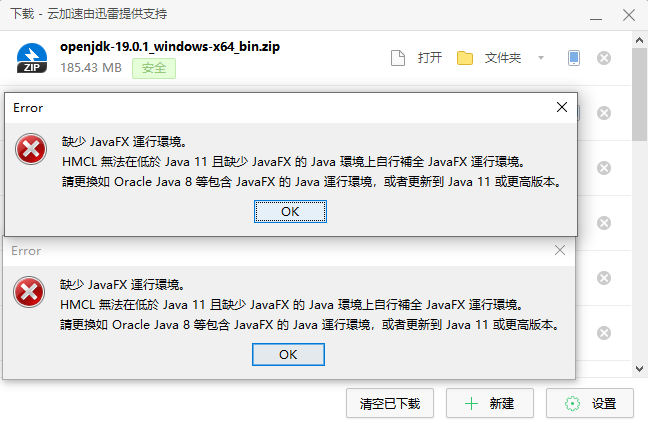 下载 - 云加速由迅雷提供支持
openjdk-19.0.1_windows-x64_bin.zip
ZIP
185.43 MB 安全
打开 文件夹
Error
缺少 JavaFX 運行環境。
HMCL 無法在低於 Java 11 且缺少 JavaFX 的 Java 環境上自行補全 JavaFX 運行環境。
請更換如 Oracle Java 8 等包含 JavaFX 的 Java 運行環境，或者更新到 Java 11 或更高版本。
OK
Error
缺少 JavaFX 運行環境。
HMCL 無法在低於 Java 11 且缺少 JavaFX 的 Java 環境上自行補全 JavaFX 運行環境。
請更換如 Oracle Java 8 等包含 JavaFX 的 Java 運行環境，或者更新到 Java 11 或更高版本。
OK
清空已下载 新建 设置